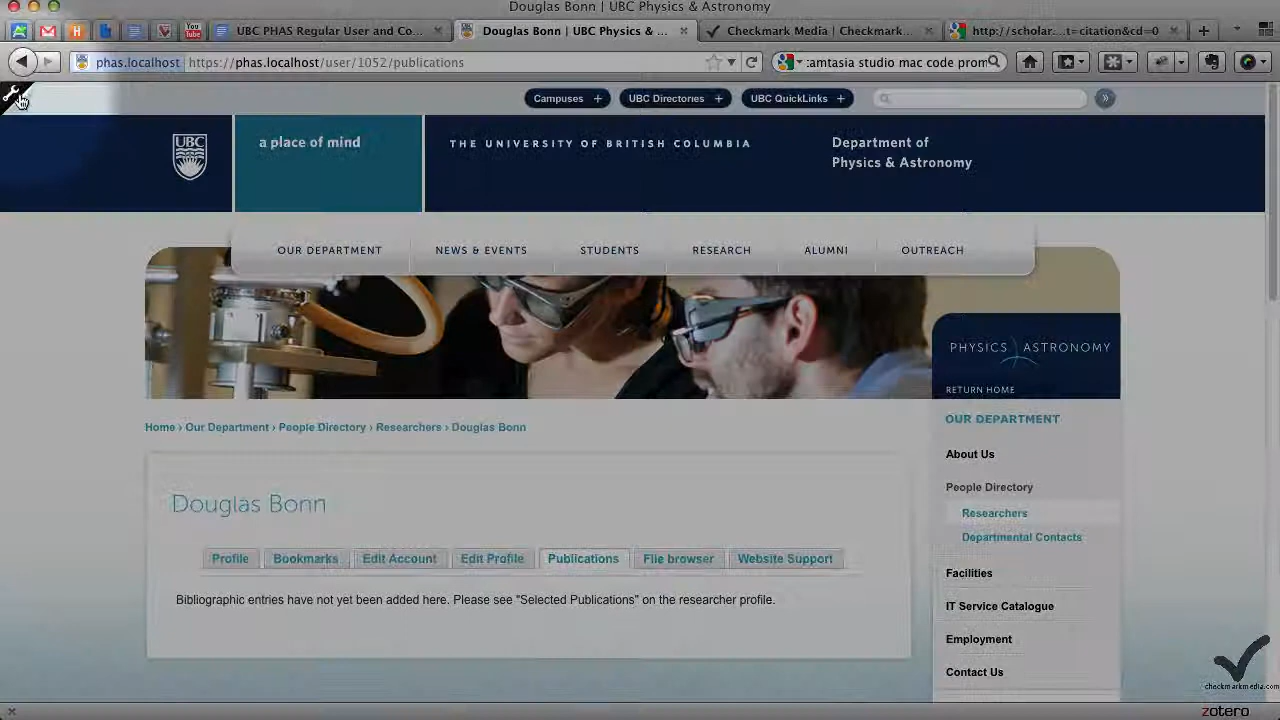 Douglas Bonn | UBC Physics & Astronomy
UBC PHAS Regular User and Co...
Douglas Bonn | UBC Physics & ...
Checkmark Media | Checkmark...
http://scholar....t=citation&cd=0
You Tube
phas.localhost
https://phas.localhost/user/1052/publications
:amtasia studio mac code prom
Campuses +
UBC Directories +
UBC QuickLinks +
UBC
a place of mind
THE UNIVERSITY OF BRITISH COLUMBIA
Department of
Physics & Astronomy
OUR DEPARTMENT
NEWS & EVENTS
STUDENTS
RESEARCH
ALUMNI
OUTREACH
PHYSICS ASTRONOMY
RETURN HOME
Home › Our Department › People Directory › Researchers › Douglas Bonn
OUR DEPARTMENT
About Us
People Directory
Researchers
Departmental Contacts
Facilities
IT Service Catalogue
Employment
Contact Us
Douglas Bonn
Profile
Bookmarks
Edit Account
Edit Profile
Publications
File browser
Website Support
Bibliographic entries have not yet been added here. Please see "Selected Publications" on the researcher profile.
checkmarkmedia.com
zotero